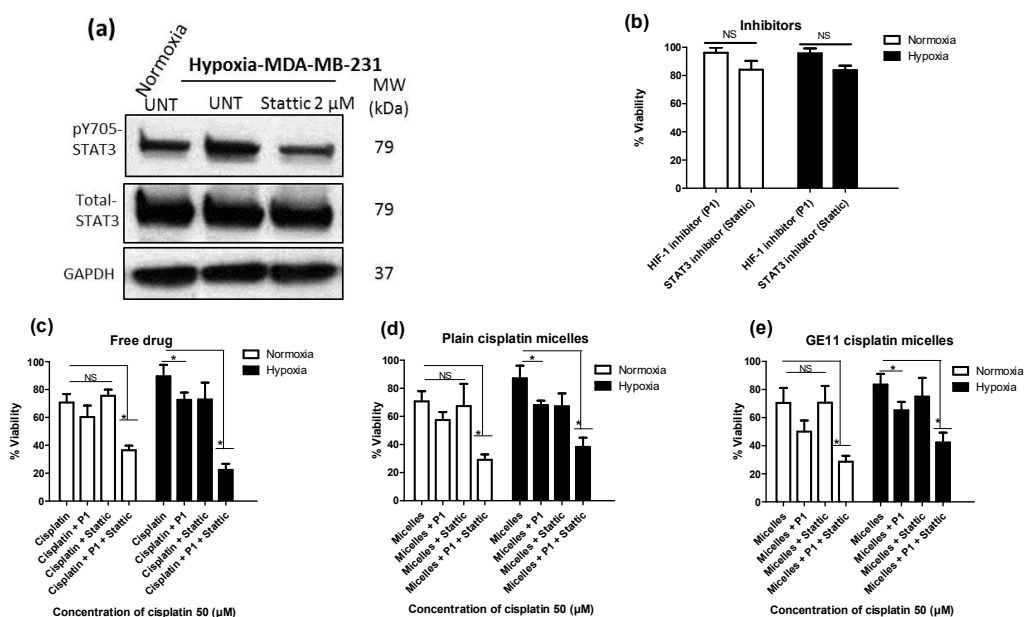 (a)
Normoxia
Hypoxia-MDA-MB-231
UNT
UNT
Stattic 2 μM
MW
(kDa)
pY705-
STAT3
79
Total-
STAT3
79
GAPDH
37
(b)
Inhibitors
NS
NS
Normoxia
Hypoxia
% Viability
100
80
60
40
20
0
HIF-1 inhibitor (P1)
STAT3 inhibitor (Stattic)
HIF-1 inhibitor (P1)
STAT3 inhibitor (Stattic)
(c)
Free drug
Normoxia
Hypoxia
NS
*
*
*
% Viability
100
80
60
40
20
0
Cisplatin
Cisplatin + P1
Cisplatin + Stattic
Cisplatin + P1 + Stattic
Cisplatin
Cisplatin + P1
Cisplatin + Stattic
Cisplatin + P1 + Stattic
Concentration of cisplatin 50 (μM)
(d)
Plain cisplatin micelles
Normoxia
Hypoxia
NS
*
*
*
% Viability
100
80
60
40
20
0
Micelles
Micelles + P1
Micelles + Stattic
Micelles + P1 + Stattic
Micelles
Micelles + P1
Micelles + Stattic
Micelles + P1 + Stattic
Concentration of cisplatin 50 (μM)
(e)
GE11 cisplatin micelles
Normoxia
Hypoxia
NS
*
*
*
% Viability
100
80
60
40
20
0
Micelles
Micelles + P1
Micelles + Stattic
Micelles + P1 + Stattic
Micelles
Micelles + P1
Micelles + Stattic
Micelles + P1 + Stattic
Concentration of cisplatin 50 (μM)